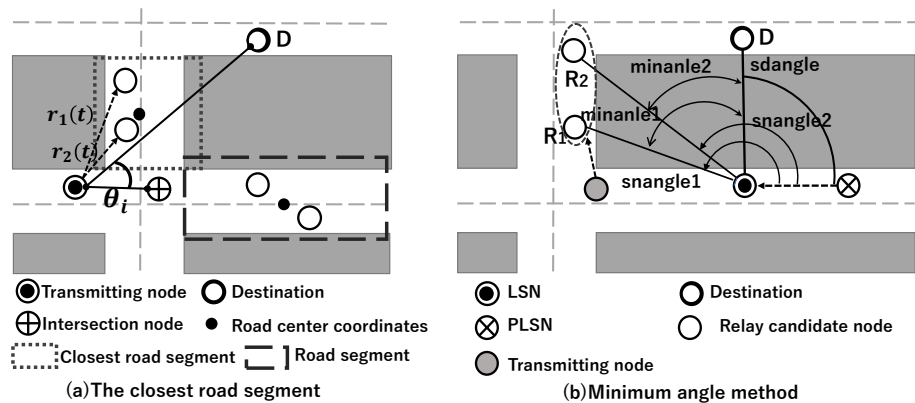 D
r₁(t)
r₂(t)
θᵢ
Transmitting node
Destination
Intersection node
Road center coordinates
Closest road segment
Road segment
(a)The closest road segment
D
R2
minanle2
sdangle
minanle1
snangle2
R1
snangle1
LSN
Destination
PLSN
Relay candidate node
Transmitting node
(b)Minimum angle method